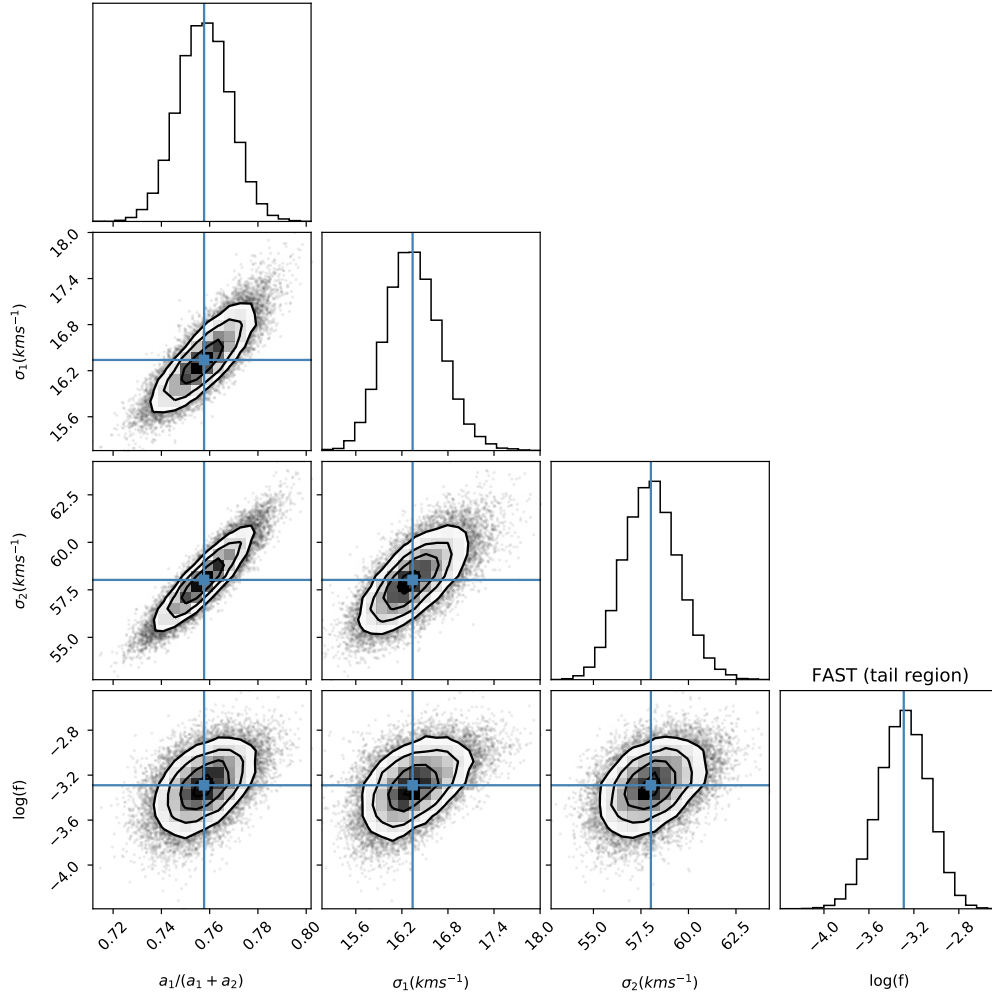 18.0
17.4
16.8
16.2
15.6
σ₁(kms⁻¹)
62.5
60.0
57.5
55.0
σ₂(kms⁻¹)
FAST (tail region)
−2.8
−3.2
−3.6
−4.0
log(f)
0.72 0.74 0.76 0.78 0.80 15.6 16.2 16.8 17.4 18.0 55.0 57.5 60.0 62.5 −4.0 −3.6 −3.2 −2.8
a₁/(a₁ + a₂) σ₁(kms⁻¹) σ₂(kms⁻¹) log(f)